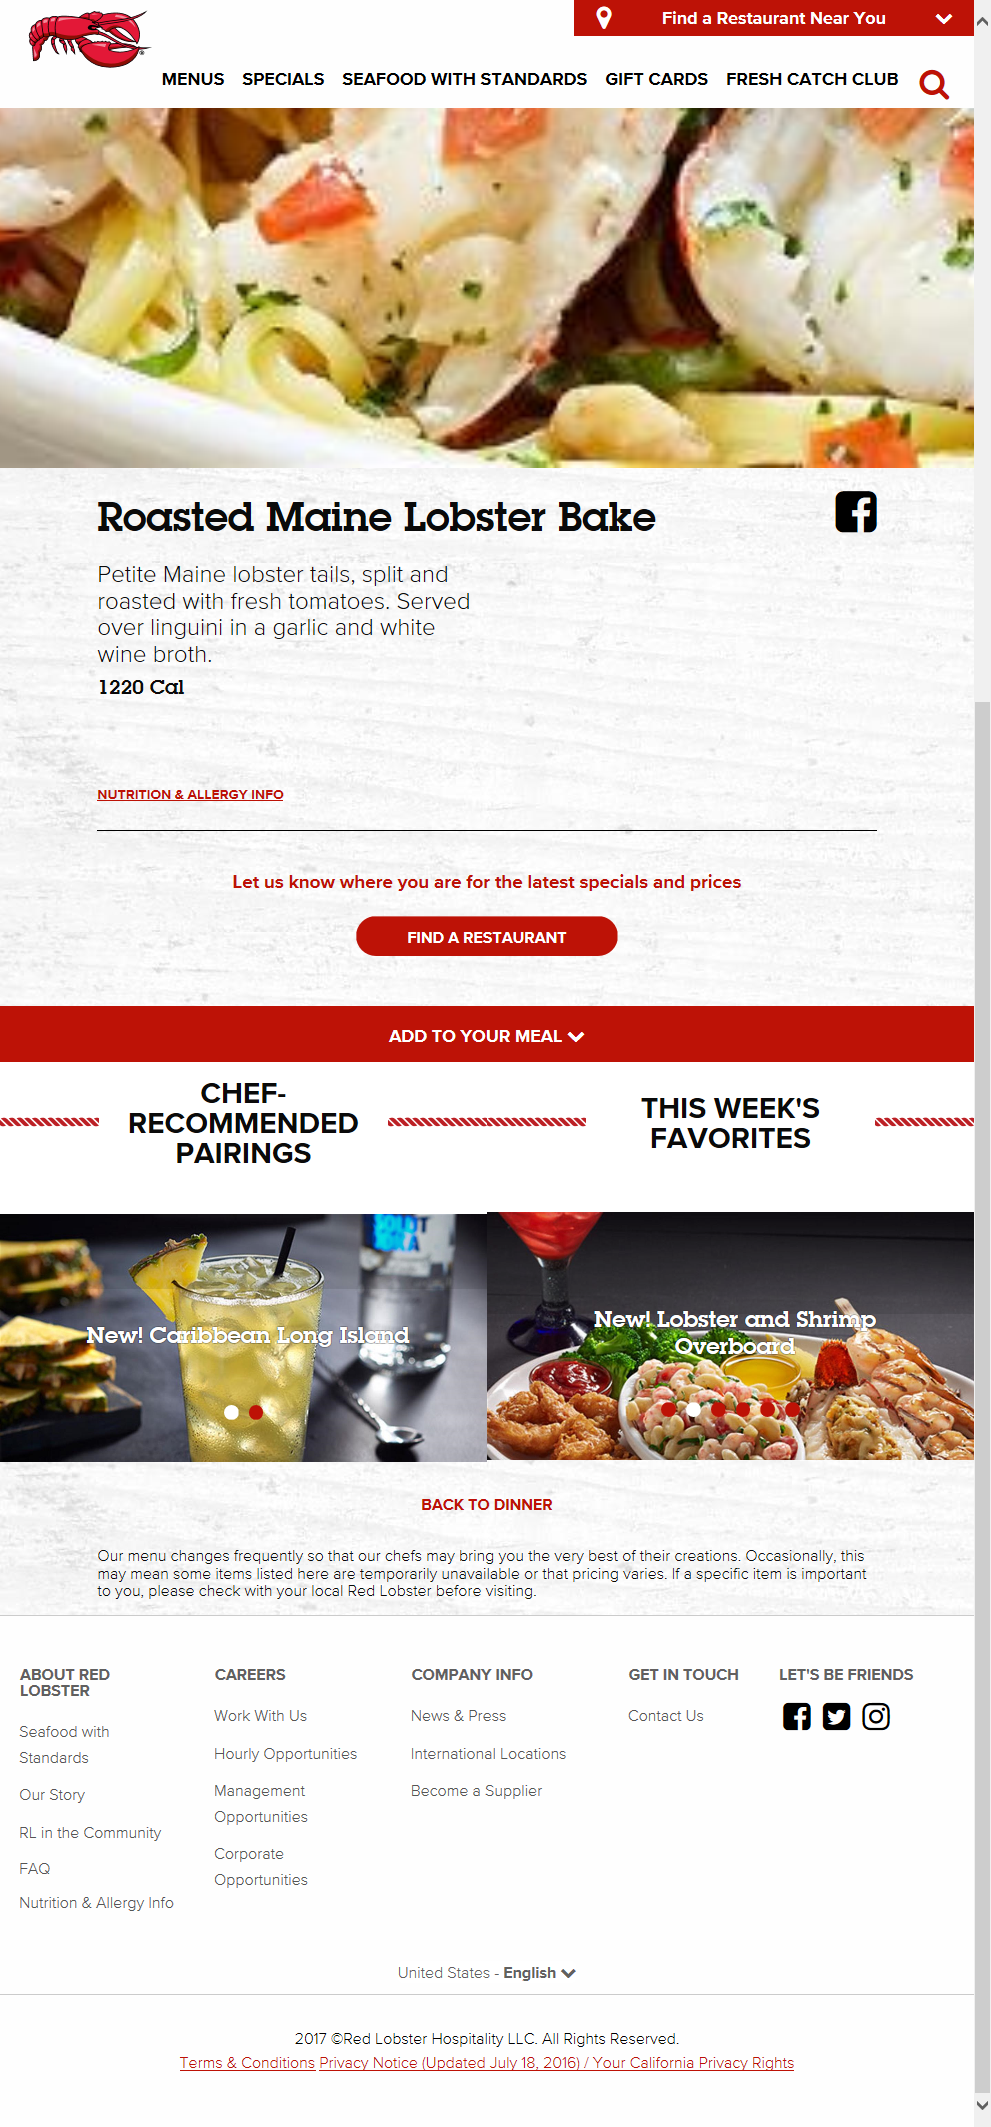 Find a Restaurant Near You
MENUS SPECIALS SEAFOOD WITH STANDARDS GIFT CARDS FRESH CATCH CLUB
Roasted Maine Lobster Bake
Petite Maine lobster tails, split and
roasted with fresh tomatoes. Served
over linguini in a garlic and white
wine broth.
1220 Cal
NUTRITION & ALLERGY INFO
Let us know where you are for the latest specials and prices
FIND A RESTAURANT
ADD TO YOUR MEAL
CHEF-
RECOMMENDED
PAIRINGS
THIS WEEK'S
FAVORITES
New! Caribbean Long Island
New! Lobster and Shrimp
Overboard
BACK TO DINNER
Our menu changes frequently so that our chefs may bring you the very best of their creations. Occasionally, this
may mean some items listed here are temporarily unavailable or that pricing varies. If a specific item is important
to you, please check with your local Red Lobster before visiting.
ABOUT RED
LOBSTER
Seafood with
Standards
Our Story
RL in the Community
FAQ
Nutrition & Allergy Info
CAREERS
Work With Us
Hourly Opportunities
Management
Opportunities
Corporate
Opportunities
COMPANY INFO
News & Press
International Locations
Become a Supplier
GET IN TOUCH
Contact Us
LET'S BE FRIENDS
United States - English
2017 ©Red Lobster Hospitality LLC. All Rights Reserved.
Terms & Conditions Privacy Notice (Updated July 18, 2016) / Your California Privacy Rights